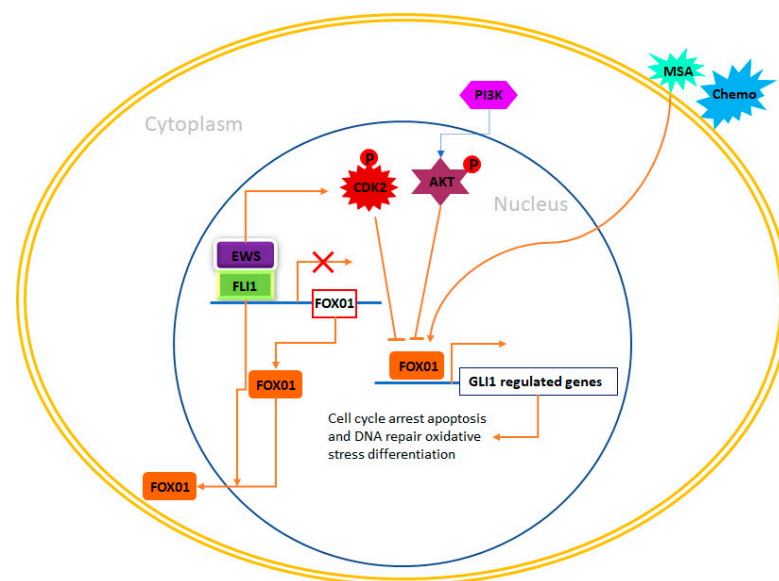 MSA
Chemo
PI3K
Cytoplasm
P
P
CDK2
AKT
Nucleus
EWS
FLI1
FOX01
FOX01
FOX01
GLI1 regulated genes
Cell cycle arrest apoptosis
and DNA repair oxidative
stress differentiation
FOX01